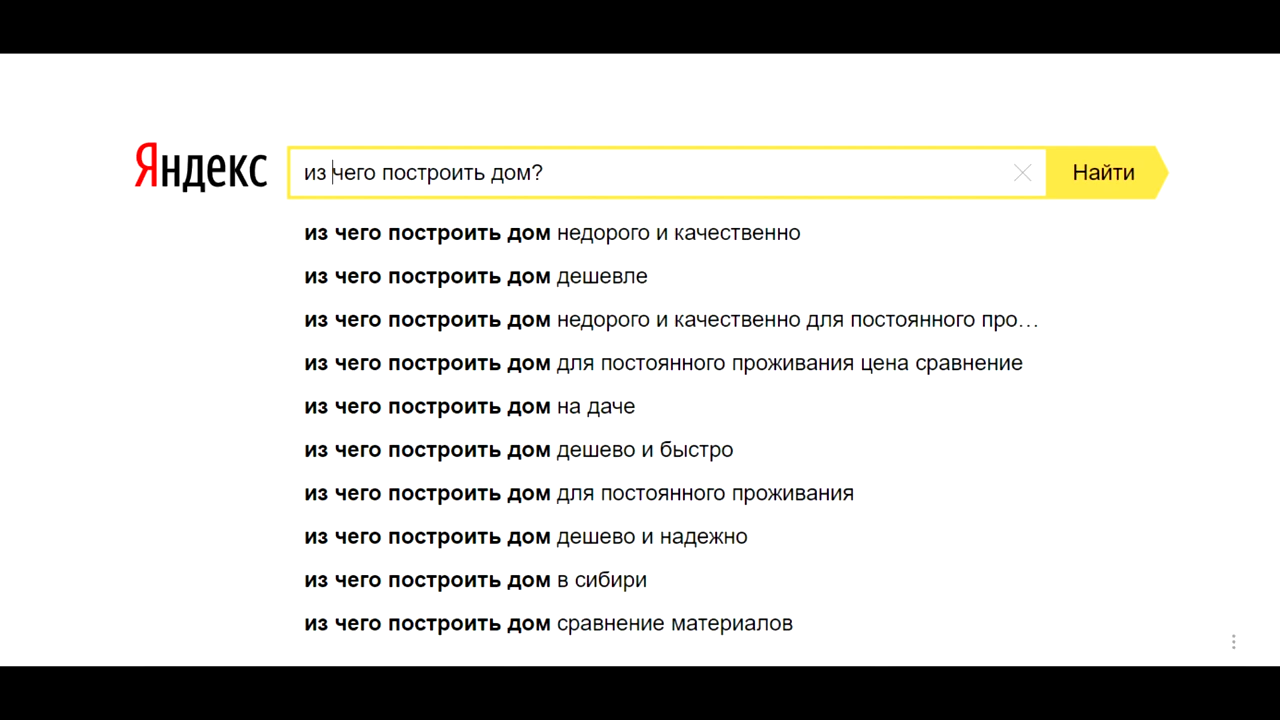 Яндекс
из чего построить дом?
Найти
из чего построить дом недорого и качественно
из чего построить дом дешевле
из чего построить дом недорого и качественно для постоянного про...
из чего построить дом для постоянного проживания цена сравнение
из чего построить дом на даче
из чего построить дом дешево и быстро
из чего построить дом для постоянного проживания
из чего построить дом дешево и надежно
из чего построить дом в сибири
из чего построить дом сравнение материалов